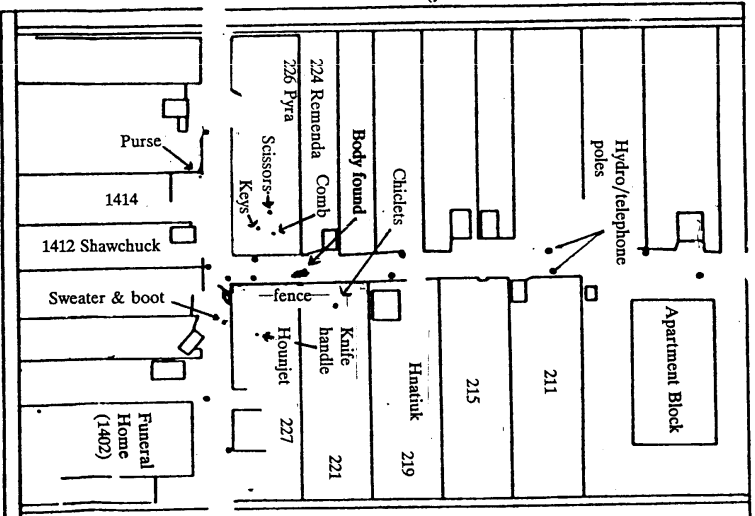 Purse
1414
1412 Shawchuck
Sweater & boot
Funeral
Home
(1402)
224 Remenda
226 Pyra
Scissors
Keys
Comb
Body found
Chiclets
Hydro/telephone
poles
fence
Knife
handle
Hounjet
227
221
Hnatiuk
219
215
211
Apartment Block